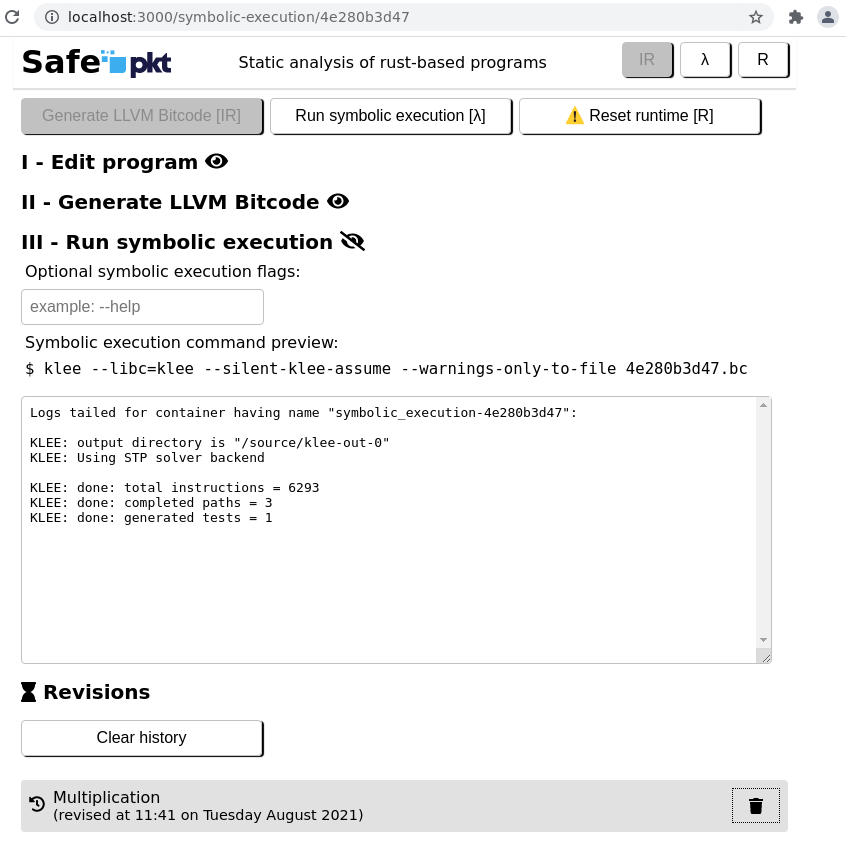 localhost:3000/symbolic-execution/4e280b3d47
Safe pkt
Static analysis of rust-based programs
IR
λ
R
Generate LLVM Bitcode [IR]
Run symbolic execution [λ]
⚠️ Reset runtime [R]
I - Edit program
II - Generate LLVM Bitcode
III - Run symbolic execution
Optional symbolic execution flags:
example: --help
Symbolic execution command preview:
$ klee --libc=klee --silent-klee-assume --warnings-only-to-file 4e280b3d47.bc
Logs tailed for container having name "symbolic_execution-4e280b3d47":
KLEE: output directory is "/source/klee-out-0"
KLEE: Using STP solver backend
KLEE: done: total instructions = 6293
KLEE: done: completed paths = 3
KLEE: done: generated tests = 1
Revisions
Clear history
Multiplication
(revised at 11:41 on Tuesday August 2021)